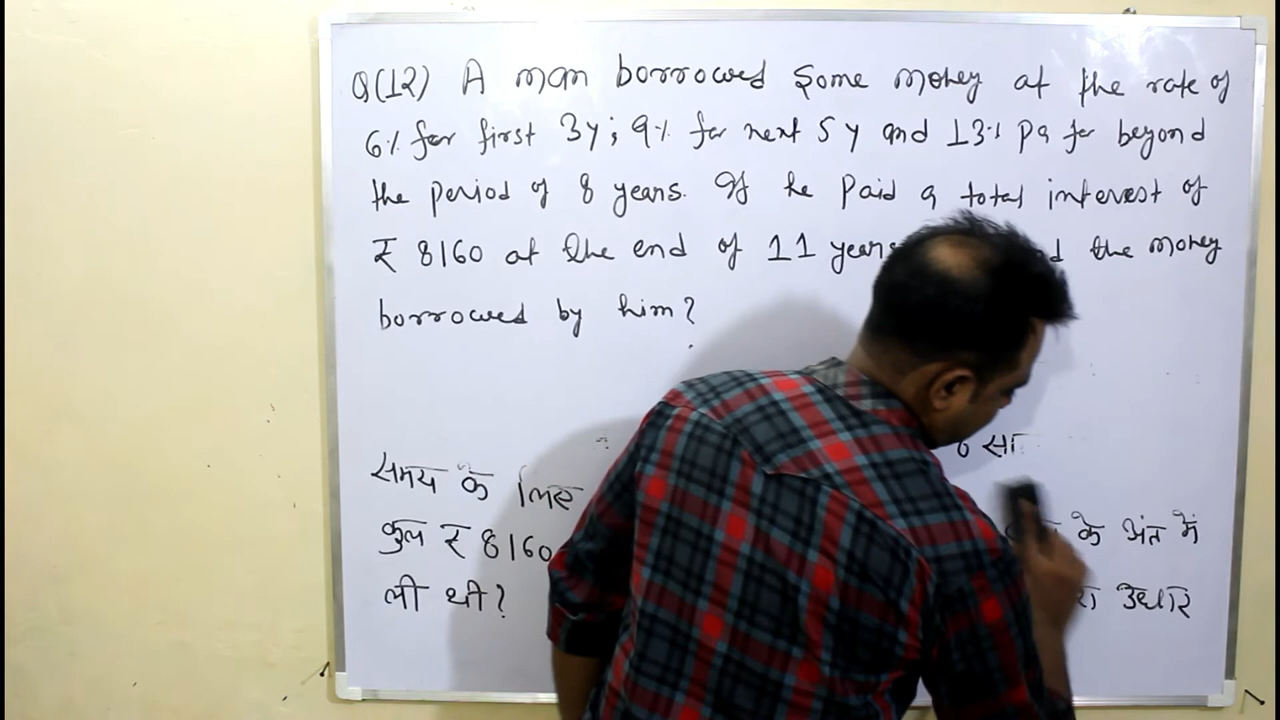 Q(12) A man borrowed some money at the rate of
6% for first 3y; 9% for next 5y and 13% pa for beyond
the period of 8 years. If he paid a total interest of
₹ 8160 at the end of 11 years the money
borrowed by him?
समय के लिए
कुल ₹ 8160 के अंत में
ली थी? उधार